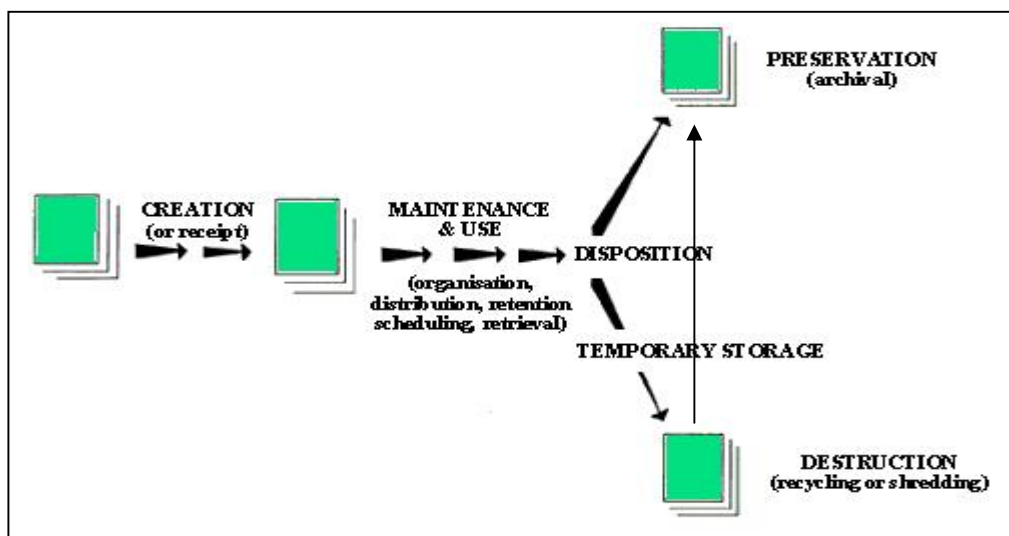 PRESERVATION
(archival)
CREATION
(or receipt)
MAINTENANCE
& USE
DISPOSITION
(organisation,
distribution, retention
scheduling, retrieval)
TEMPORARY STORAGE
DESTRUCTION
(recycling or shredding)